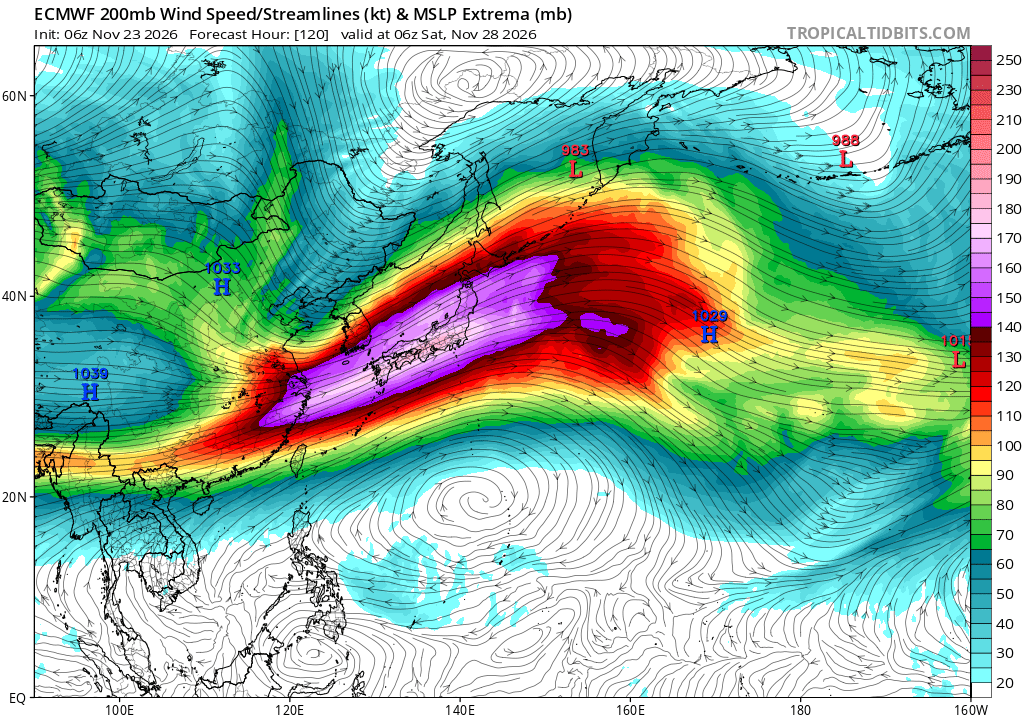 ECMWF 200mb Wind Speed/Streamlines (kt) & MSLP Extrema (mb)
Init: 06z Nov 23 2026 Forecast Hour: [120] valid at 06z Sat, Nov 28 2026
TROPICALTIDBITS.COM
60N
40N
20N
EQ
100E
120E
140E
160E
180
160W
983
L
988
L
1033
H
1029
H
1039
H
101
L
250
230
210
200
190
180
170
160
150
140
130
120
110
100
90
80
70
60
50
40
30
20